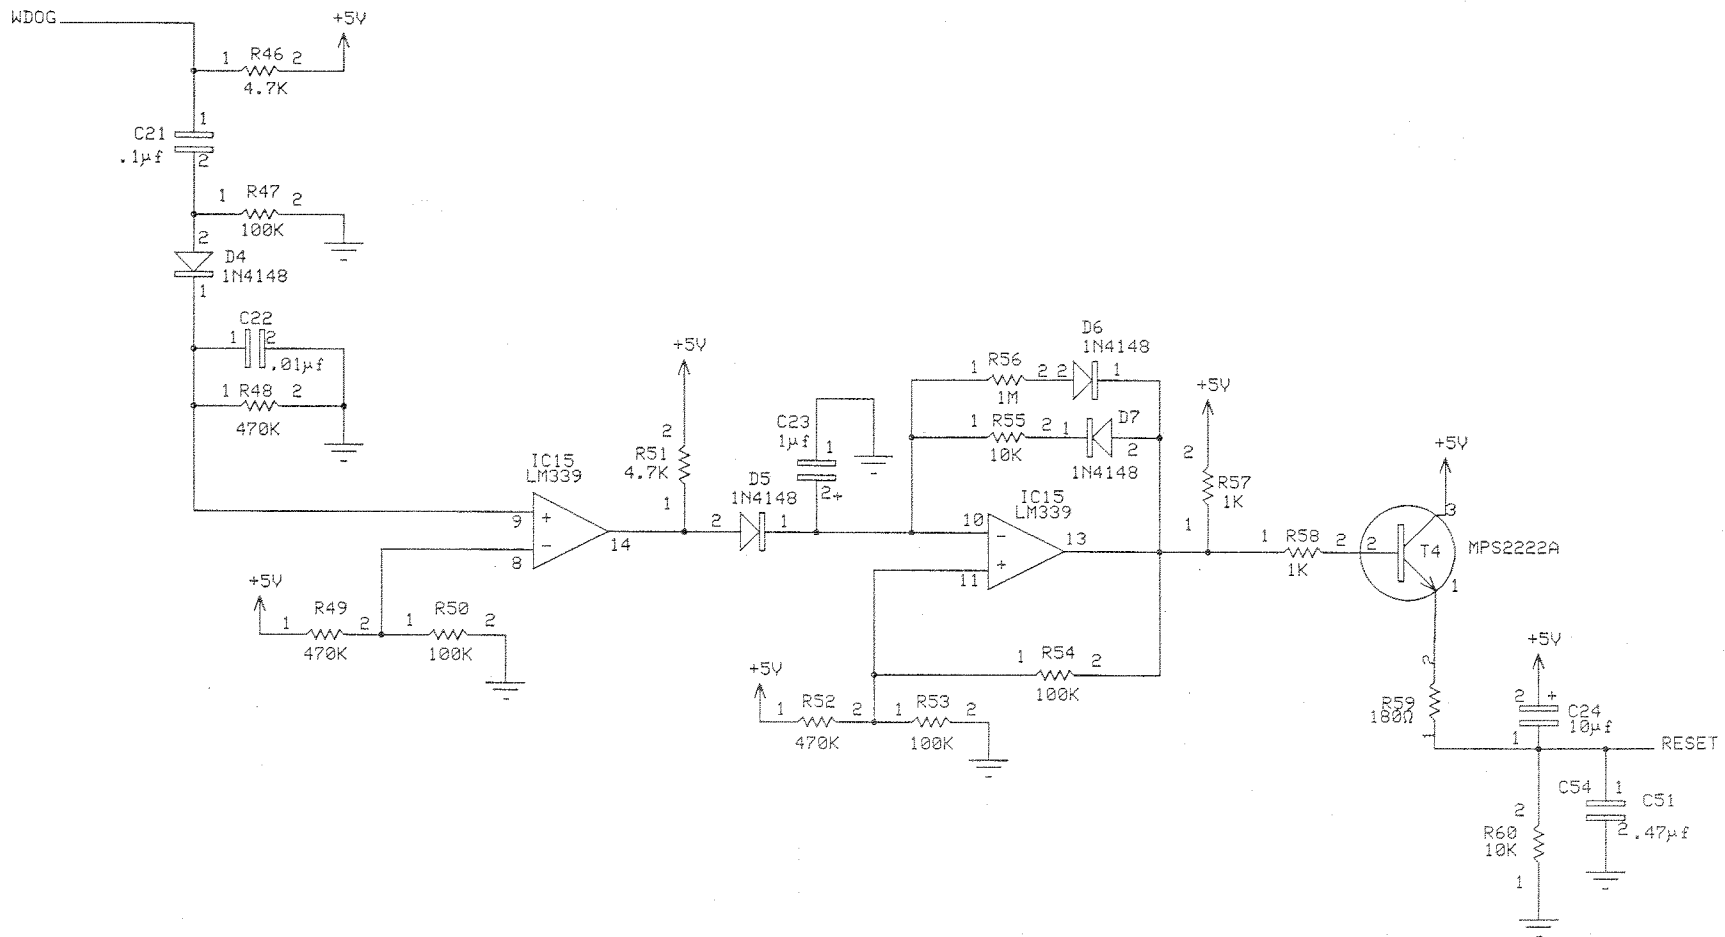 WDOG
+5V
1 R46 2
4.7K
1
C21
.1µf
2
1 R47 2
100K
2
D4
1N4148
1
C22
1 2
.01µf
1 R48 2
470K
+5V
2
R51
4.7K
1
IC15
LM339
9 +
8 -
14
+5V
1 R49 2
470K
1 R50 2
100K
D5
1N4148
2 1
C23
1µf
1
2+
D6
1N4148
1 R56 2 2 1
1M
D7
1 R55 2 1 2
10K
1N4148
IC15
LM339
10 -
11 +
13
+5V
2
R57
1K
1
1 R54 2
100K
+5V
1 R52 2
470K
1 R53 2
100K
1 R58 2
1K
+5V
3
2 T4
MPS2222A
1
2
R59
180Ω
1
+5V
2 +
C24
10µf
1
RESET
C54 1 C51
2 .47µf
2
R60
10K
1